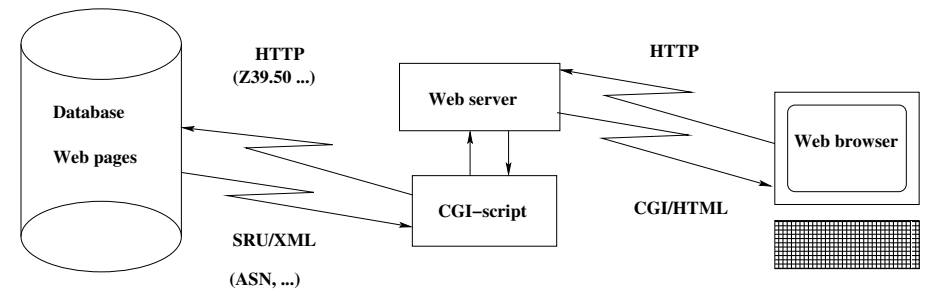 HTTP
(Z39.50 ...)
HTTP
Database
Web pages
Web server
Web browser
CGI−script
CGI/HTML
SRU/XML
(ASN, ...)